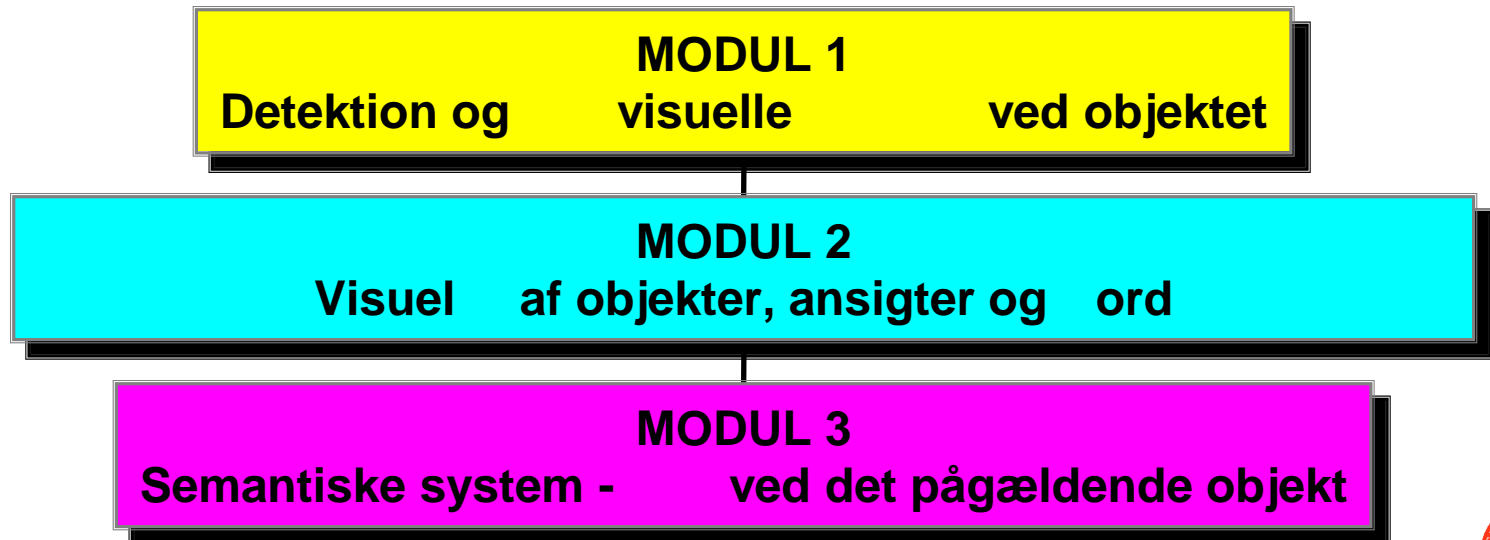 MODUL 1
Detektion og visuelle ved objektet
MODUL 2
Visuel af objekter, ansigter og ord
MODUL 3
Semantiske system - ved det pågældende objekt